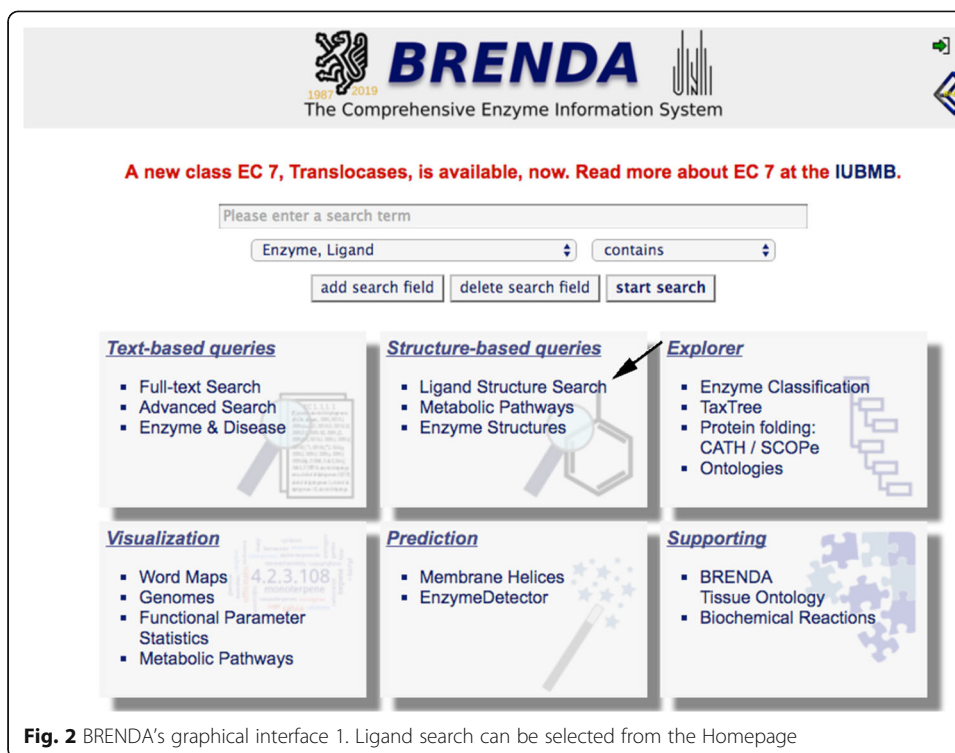 BRENDA
1987 2019
The Comprehensive Enzyme Information System
A new class EC 7, Translocases, is available, now. Read more about EC 7 at the IUBMB.
Please enter a search term
Enzyme, Ligand
contains
add search field
delete search field
start search
Text-based queries
▪ Full-text Search
▪ Advanced Search
▪ Enzyme & Disease
Structure-based queries
▪ Ligand Structure Search
▪ Metabolic Pathways
▪ Enzyme Structures
Explorer
▪ Enzyme Classification
▪ TaxTree
▪ Protein folding:
CATH / SCOPe
▪ Ontologies
Visualization
▪ Word Maps
▪ Genomes
▪ Functional Parameter
Statistics
▪ Metabolic Pathways
4.2.3.108
monoterpene
Prediction
▪ Membrane Helices
▪ EnzymeDetector
Supporting
▪ BRENDA
Tissue Ontology
▪ Biochemical Reactions
Fig. 2 BRENDA's graphical interface 1. Ligand search can be selected from the Homepage